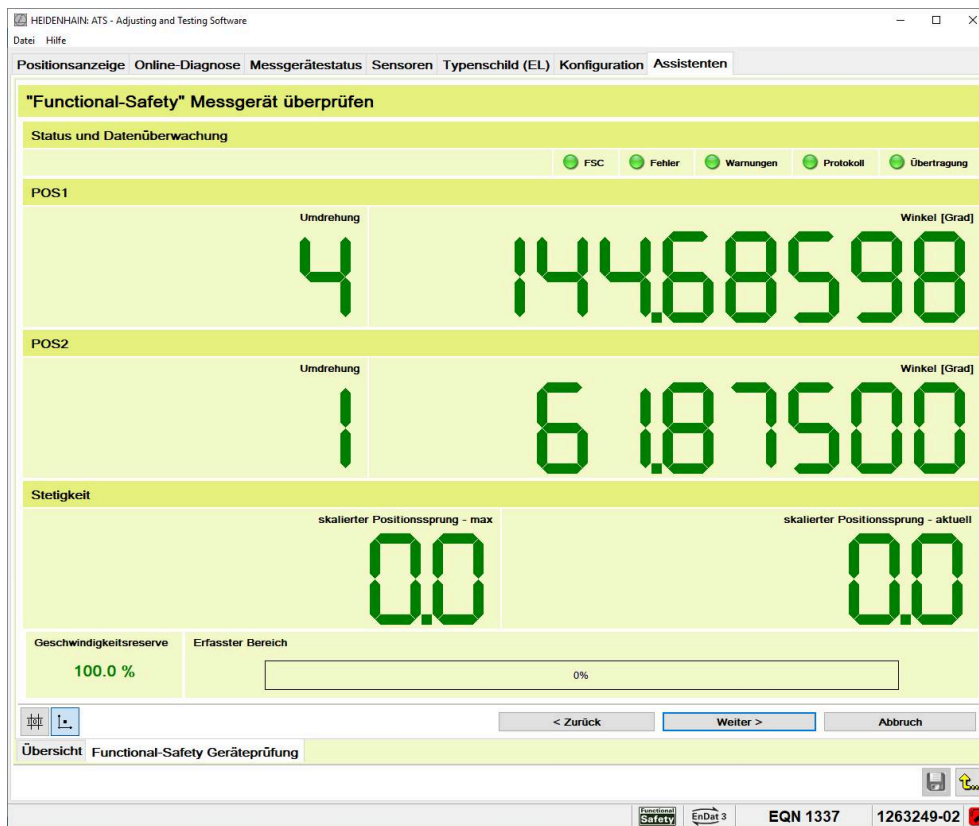 HEIDENHAIN: ATS - Adjusting and Testing Software
Datei Hilfe
Positionsanzeige Online-Diagnose Messgerätestatus Sensoren Typenschild (EL) Konfiguration Assistenten
"Functional-Safety" Messgerät überprüfen
Status und Datenüberwachung
FSC Fehler Warnungen Protokoll Übertragung
POS1
Umdrehung Winkel [Grad]
4 144.68598
POS2
Umdrehung Winkel [Grad]
1 61.87500
Stetigkeit
skalierter Positionssprung - max skalierter Positionssprung - aktuell
0.0 0.0
Geschwindigkeitsreserve Erfasster Bereich
100.0 % 0%
< Zurück Weiter > Abbruch
Übersicht Functional-Safety Geräteprüfung
Functional Safety EnDat 3 EQN 1337 1263249-02